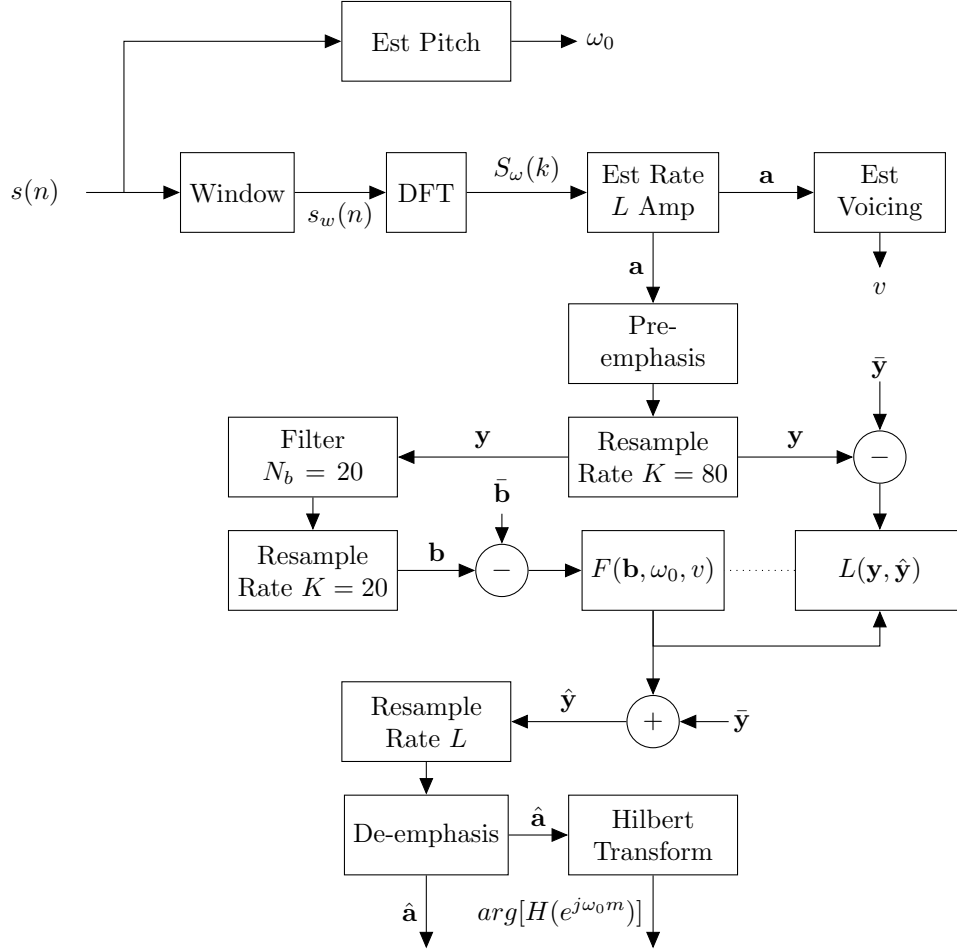 Est Pitch
ω₀
s(n)
Window
s_w(n)
DFT
S_ω(k)
Est Rate
L Amp
a
Est
Voicing
a
v
Pre-
emphasis
ȳ
Filter
N_b = 20
y
Resample
Rate K = 80
y
−
b̄
Resample
Rate K = 20
b
−
F(b, ω₀, v)
L(y, ŷ)
Resample
Rate L
ŷ
+
ȳ
De-emphasis
â
Hilbert
Transform
â
arg[H(e^{jω₀m})]